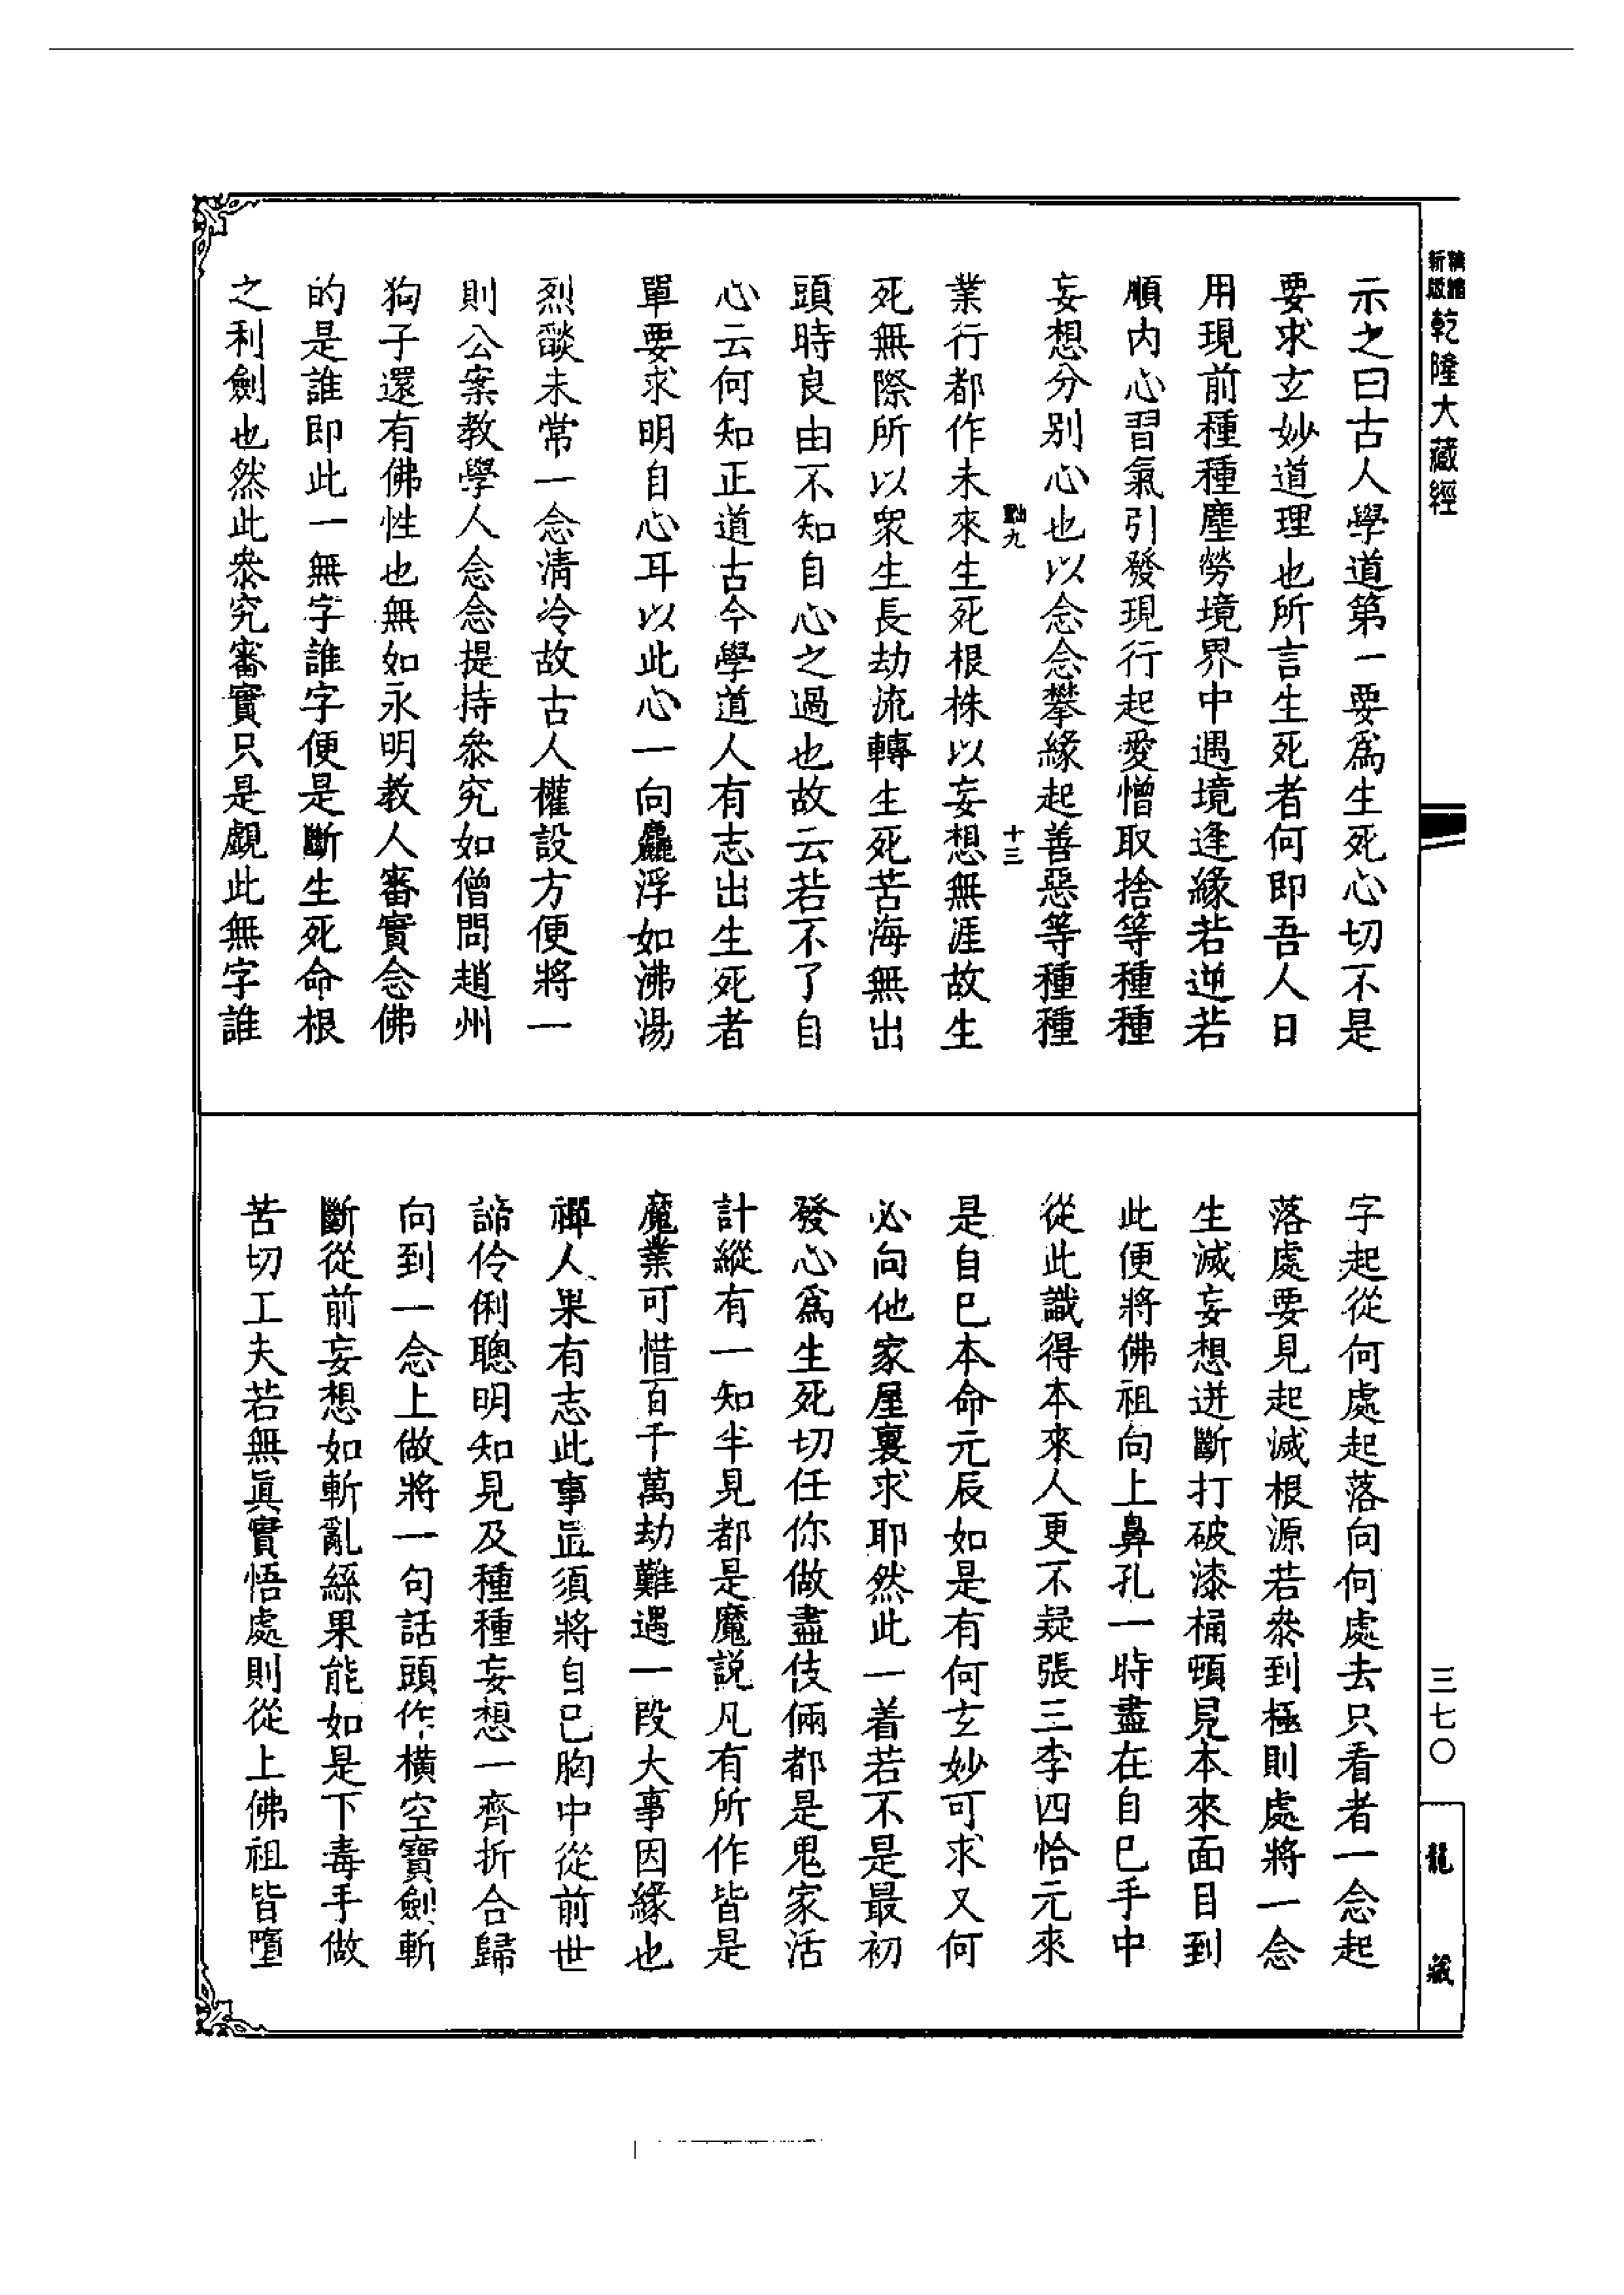 新版
精縮
乾隆大藏經
示之曰古人學道第一要爲生死心切不是
要求玄妙道理也所言生死者何即吾人日
用現前種種塵勞境界中遇境逢緣若逆若
順内心習氣引發現行起愛憎取捨等種種
妄想分别心也以念念攀緣起善惡等種種
九
十三
業行都作未來生死根株以妄想無涯故生
死無際所以衆生長劫流轉生死苦海無出
頭時良由不知自心之過也故云若不了自
心云何知正道古今學道人有志出生死者
單要求明自心耳以此心一向麤浮如沸湯
烈燄未常一念清冷故古人權設方便將一
則公案教學人念念提持叅究如僧問趙州
狗子還有佛性也無如永明教人審實念佛
的是誰即此一無字誰字便是斷生死命根
之利劍也然此叅究審實只是覷此無字誰
字起從何處起落向何處去只看者一念起
落處要見起滅根源若叅到極則處將一念
生滅妄想迸斷打破漆桶頓見本來面目到
此便將佛祖向上鼻孔一時盡在自巳手中
從此識得本來人更不疑張三李四恰元來
是自巳本命元辰如是有何玄妙可求又何
必向他家屋裏求耶然此一着若不是最初
發心爲生死切任你做盡伎倆都是鬼家活
計縱有一知半見都是魔說凡有所作皆是
魔業可惜百千萬劫難遇一段大事因緣也
禪人果有志此事直須將自巳胸中從前世
諦伶俐聰明知見及種種妄想一齊折合歸
向到一念上做將一句話頭作橫空寶劍斬
斷從前妄想如斬亂絲果能如是下毒手做
苦切工夫若無眞實悟處則從上佛祖皆墮
三七〇
龍藏